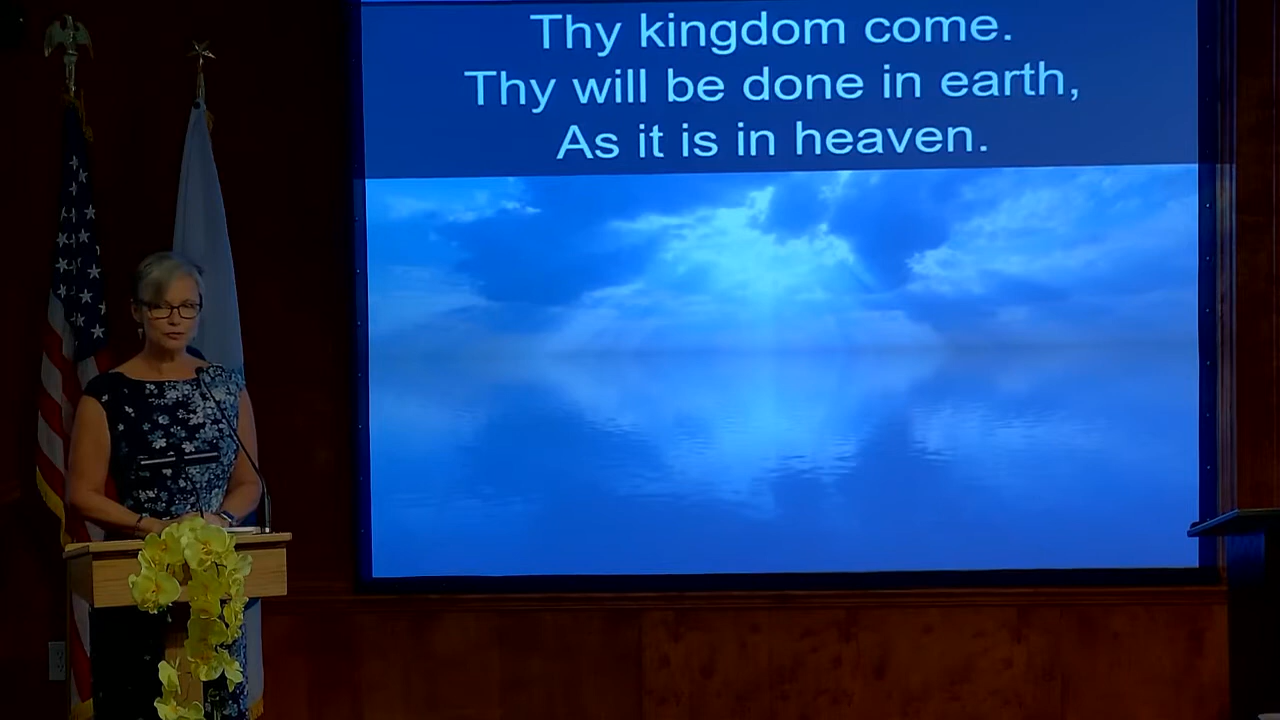 Thy kingdom come.
Thy will be done in earth,
As it is in heaven.